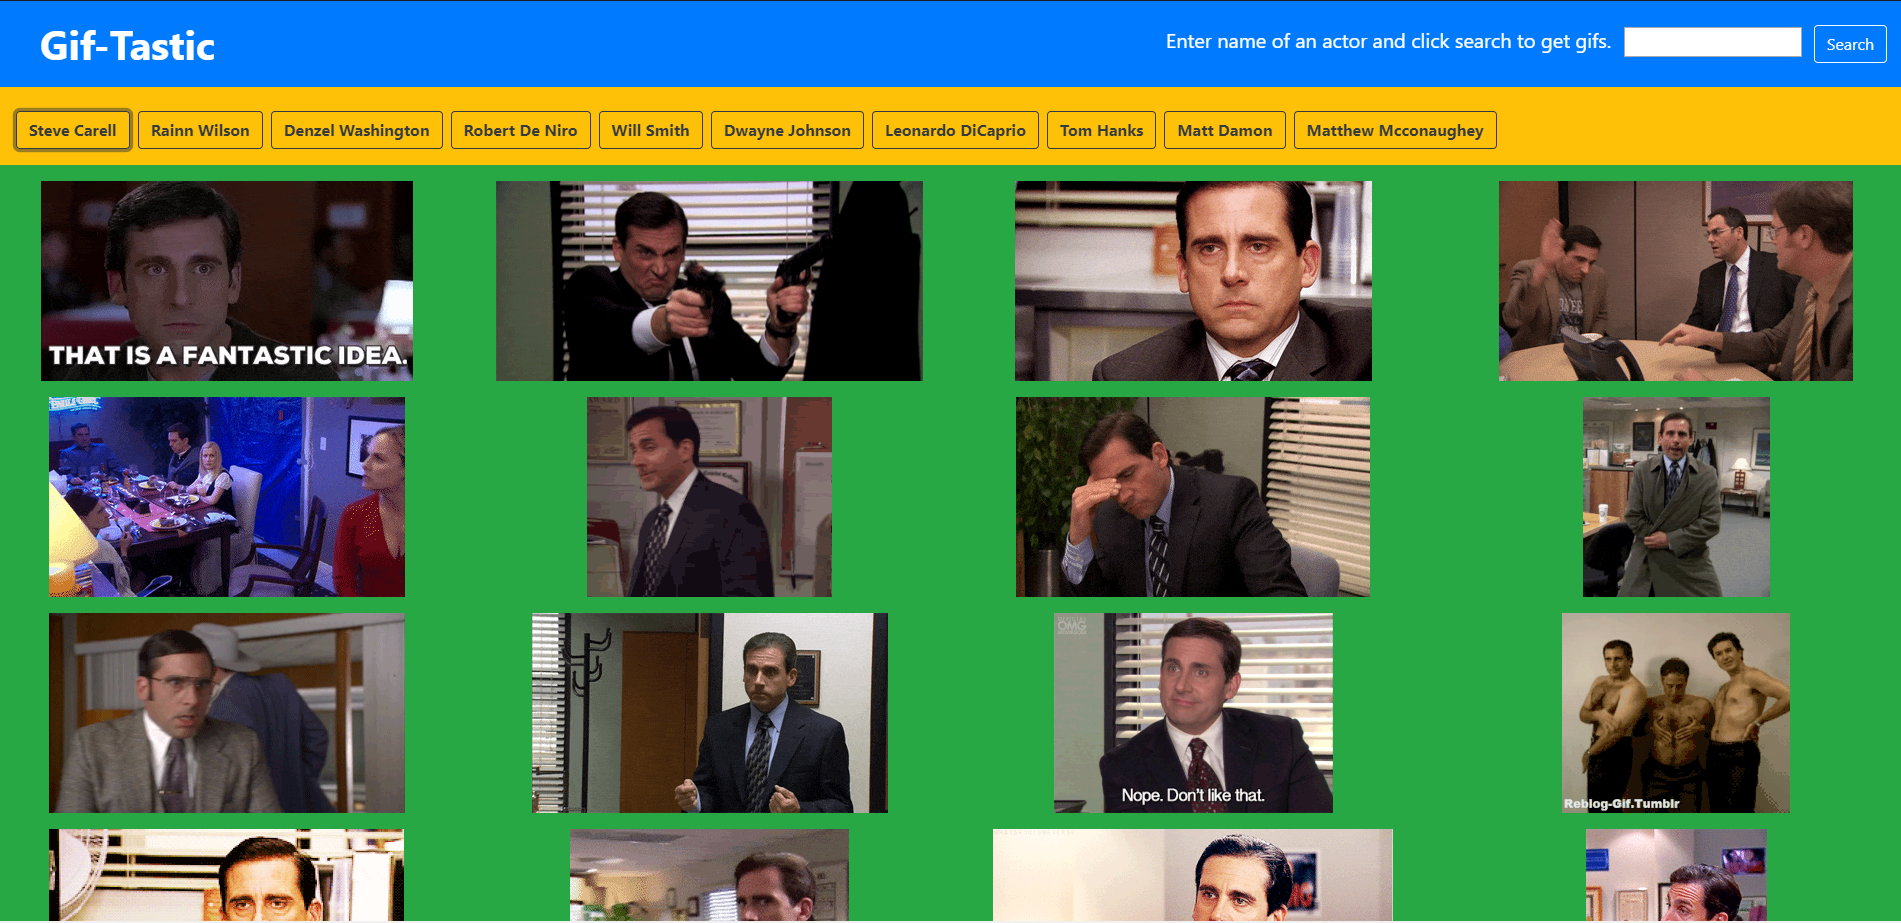 Gif-Tastic
Enter name of an actor and click search to get gifs.
Search
Steve Carell
Rainn Wilson
Denzel Washington
Robert De Niro
Will Smith
Dwayne Johnson
Leonardo DiCaprio
Tom Hanks
Matt Damon
Matthew Mcconaughey
THAT IS A FANTASTIC IDEA.
OMG
Nope. Don't like that.
Reblog-Gif.Tumblr